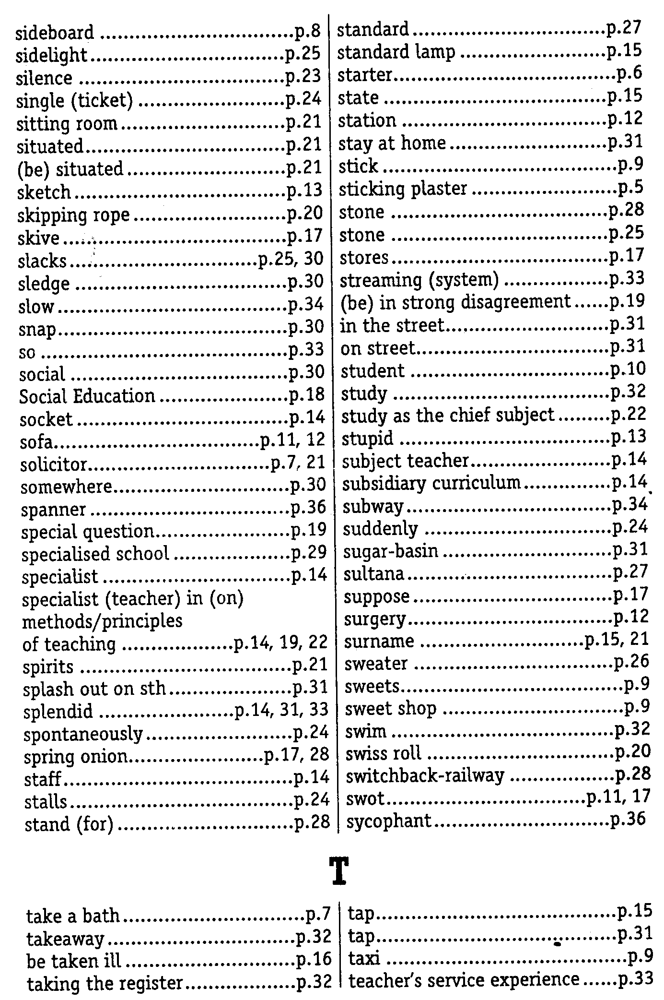 sideboard ................................p.8
sidelight................................p.25
silence ..................................p.23
single (ticket) ........................p.24
sitting room...........................p.21
situated.................................p.21
(be) situated..........................p.21
sketch...................................p.13
skipping rope.........................p.20
skive.....................................p.17
slacks...............................p.25, 30
sledge ...................................p.30
slow......................................p.34
snap......................................p.30
so .........................................p.33
social ....................................p.30
Social Education.....................p.18
socket...................................p.14
sofa..................................p.11, 12
solicitor..............................p.7, 21
somewhere.............................p.30
spanner.................................p.36
special question......................p.19
specialised school...................p.29
specialist ...............................p.14
specialist (teacher) in (on)
methods/principles
of teaching ..................p.14, 19, 22
spirits ...................................p.21
splash out on sth....................p.31
splendid ......................p.14, 31, 33
spontaneously........................p.24
spring onion......................p.17, 28
staff......................................p.14
stalls.....................................p.24
stand (for).............................p.28
standard................................p.27
standard lamp ........................p.15
starter.....................................p.6
state .....................................p.15
station ..................................p.12
stay at home..........................p.31
stick.......................................p.9
sticking plaster ........................p.5
stone ....................................p.28
stone ....................................p.25
stores....................................p.17
streaming (system) .................p.33
(be) in strong disagreement......p.19
in the street...........................p.31
on street................................p.31
student .................................p.10
study ....................................p.32
study as the chief subject.........p.22
stupid ...................................p.13
subject teacher.......................p.14
subsidiary curriculum..............p.14
subway..................................p.34
suddenly ...............................p.24
sugar-basin............................p.31
sultana..................................p.27
suppose.................................p.17
surgery..................................p.12
surname ...........................p.15, 21
sweater .................................p.26
sweets.....................................p.9
sweet shop ..............................p.9
swim .....................................p.32
swiss roll ...............................p.20
switchback-railway .................p.28
swot.................................p.11, 17
sycophant..............................p.36
T
take a bath..............................p.7
takeaway...............................p.32
be taken ill............................p.16
taking the register...................p.32
tap........................................p.15
tap........................................p.31
taxi ........................................p.9
teacher's service experience......p.33